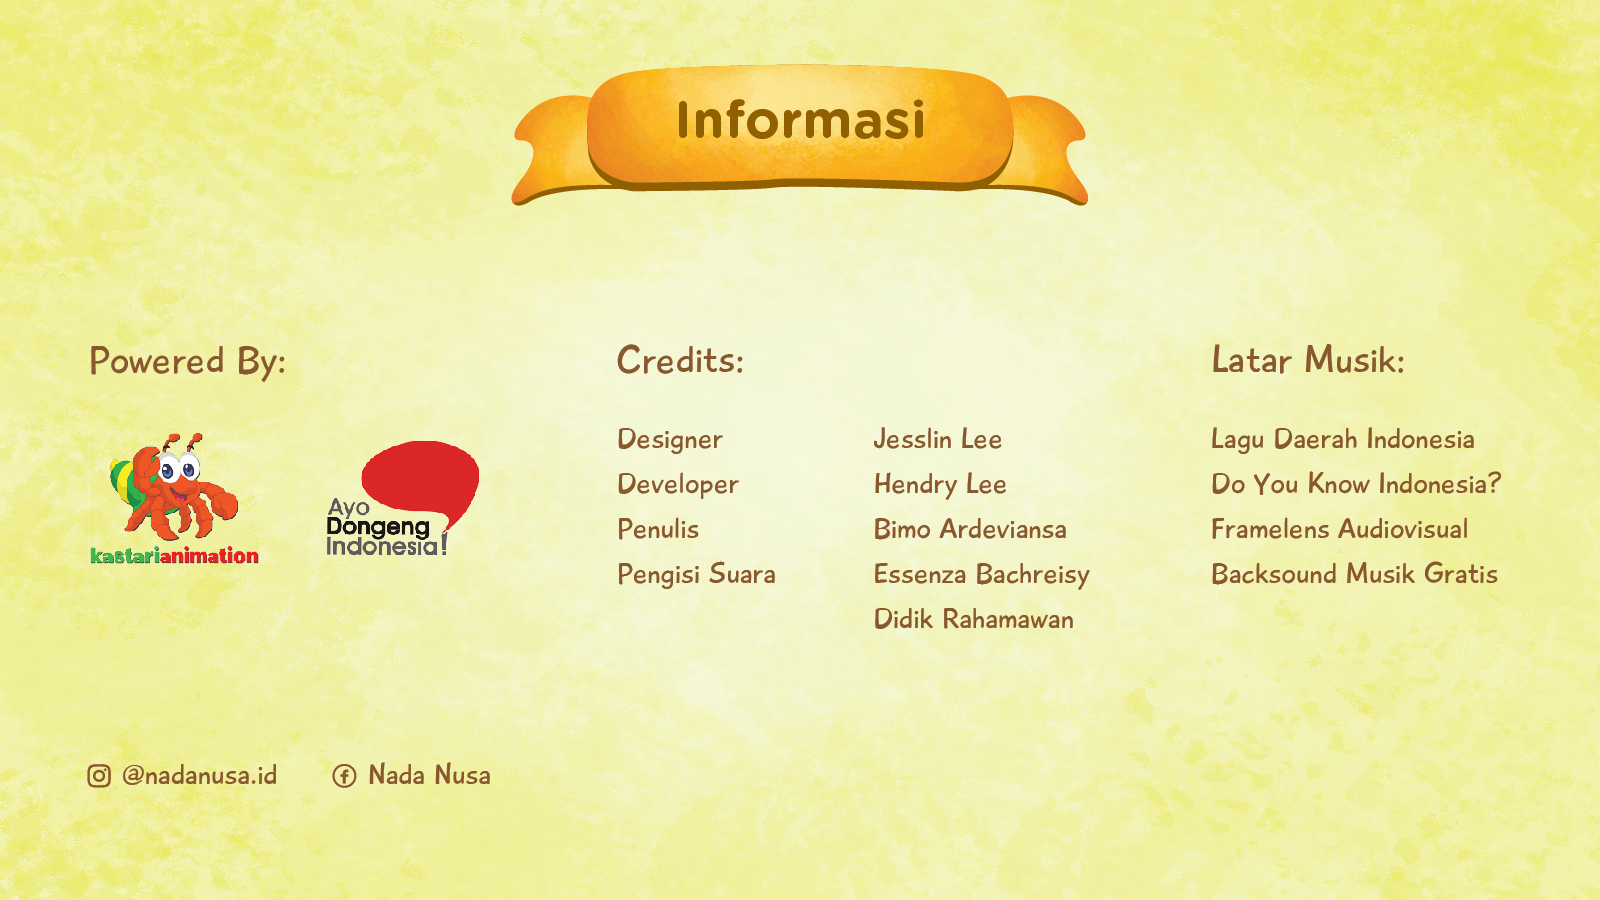 Informasi
Powered By:
kastarianimation
Ayo
Dongeng
Indonesia!
Credits:
Designer Jesslin Lee
Developer Hendry Lee
Penulis Bimo Ardeviansa
Pengisi Suara Essenza Bachreisy
Didik Rahamawan
Latar Musik:
Lagu Daerah Indonesia
Do You Know Indonesia?
Framelens Audiovisual
Backsound Musik Gratis
@nadanusa.id
Nada Nusa